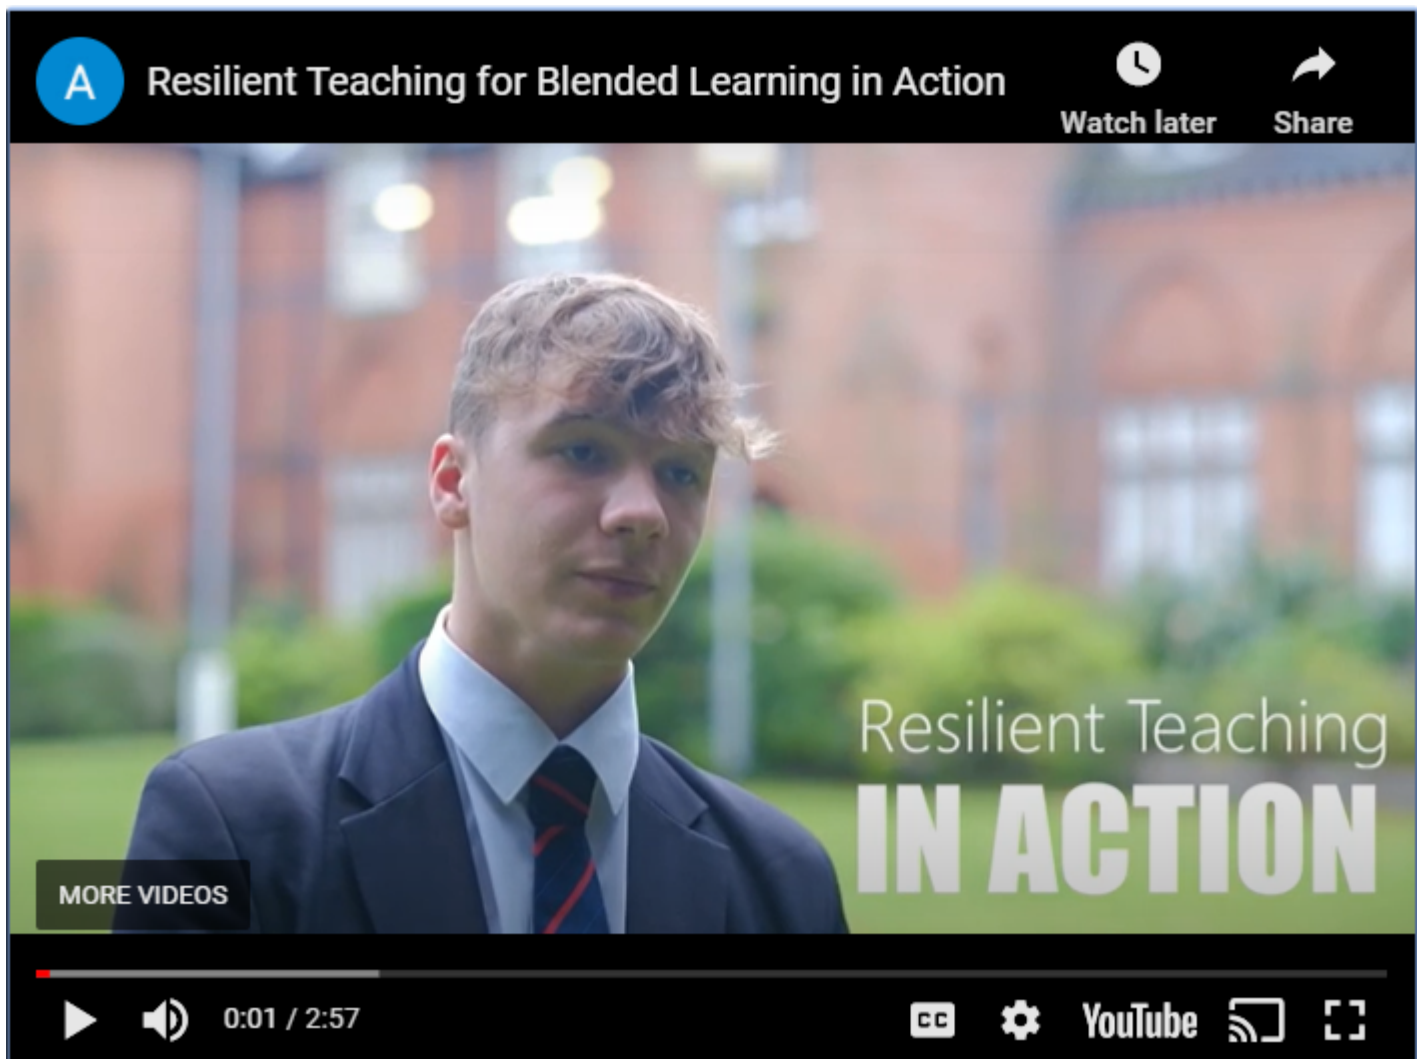 A
Resilient Teaching for Blended Learning in Action
Watch later
Share
Resilient Teaching
IN ACTION
MORE VIDEOS
0:01 / 2:57
CC
YouTube